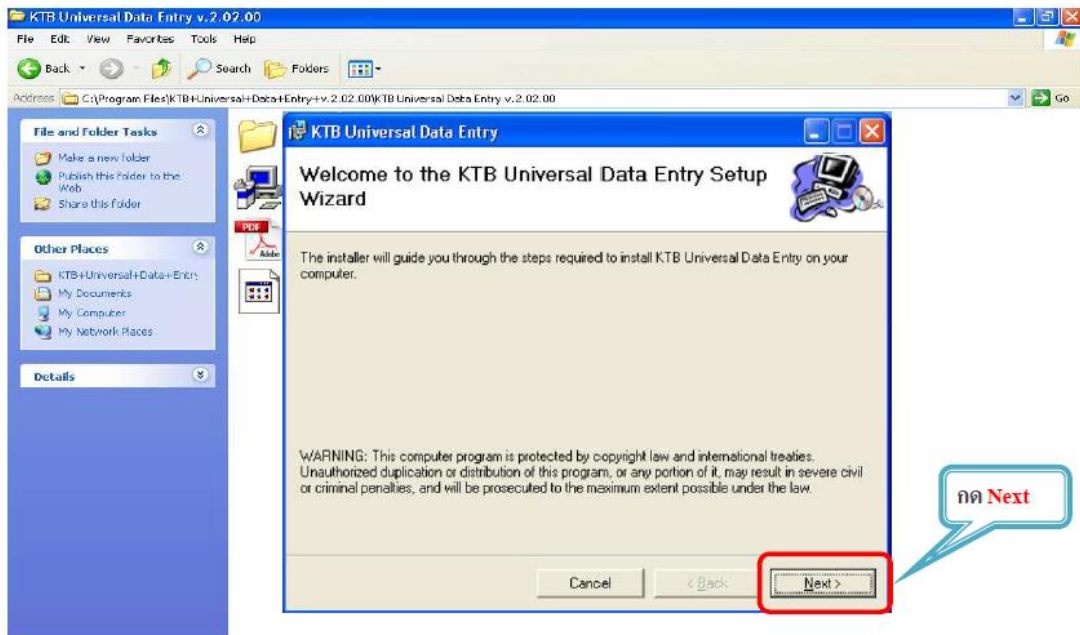 KTB Universal Data Entry v.2.02.00
File Edit View Favorites Tools Help
Back Search Folders
Address C:\Program Files\KTB+Universal+Data+Entry+v.2.02.00\KTB Universal Data Entry v.2.02.00 Go
File and Folder Tasks
Make a new folder
Publish this folder to the
Web
Share this folder
Other Places
KTB+Universal+Data+Entry
My Documents
My Computer
My Network Places
Details
PDF
Adobe
KTB Universal Data Entry
Welcome to the KTB Universal Data Entry Setup
Wizard
The installer will guide you through the steps required to install KTB Universal Data Entry on your
computer.
WARNING: This computer program is protected by copyright law and international treaties.
Unauthorized duplication or distribution of this program, or any portion of it, may result in severe civil
or criminal penalties, and will be prosecuted to the maximum extent possible under the law.
Cancel < Back Next >
กด Next